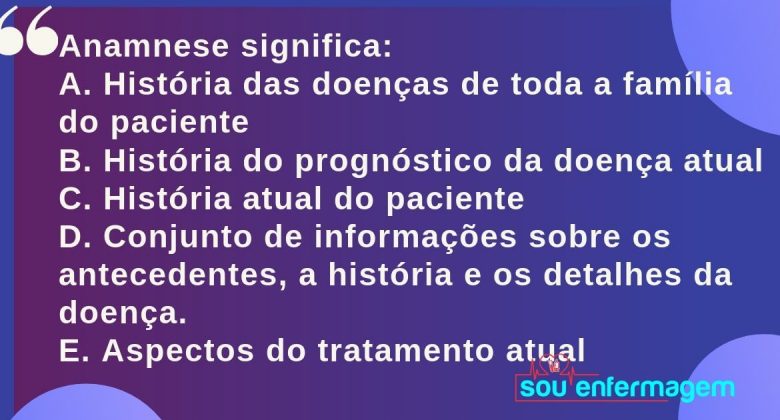 Anamnese significa:
A. História das doenças de toda a família
do paciente
B. História do prognóstico da doença atual
C. História atual do paciente
D. Conjunto de informações sobre os
antecedentes, a história e os detalhes da
doença.
E. Aspectos do tratamento atual
sou enfermagem